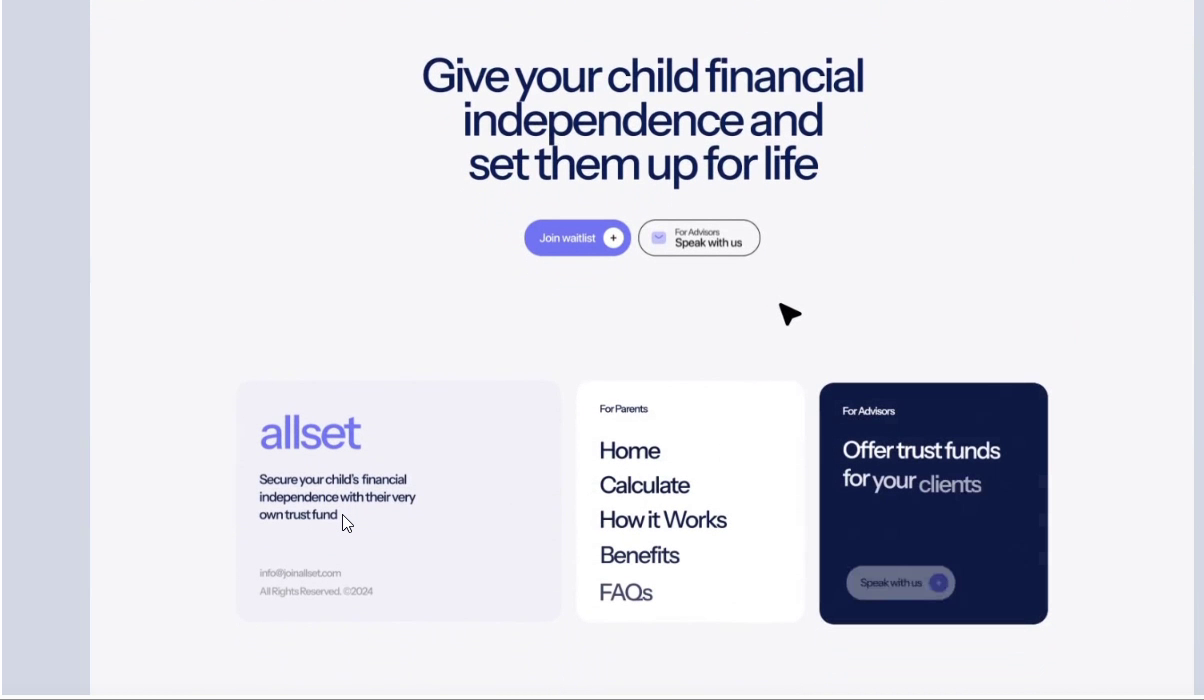 Give your child financial
independence and
set them up for life
Join waitlist
For Advisors
Speak with us
allset
Secure your child's financial
independence with their very
own trust fund
info@joinallset.com
All Rights Reserved. ©2024
For Parents
Home
Calculate
How it Works
Benefits
FAQs
For Advisors
Offer trust funds
for your clients
Speak with us